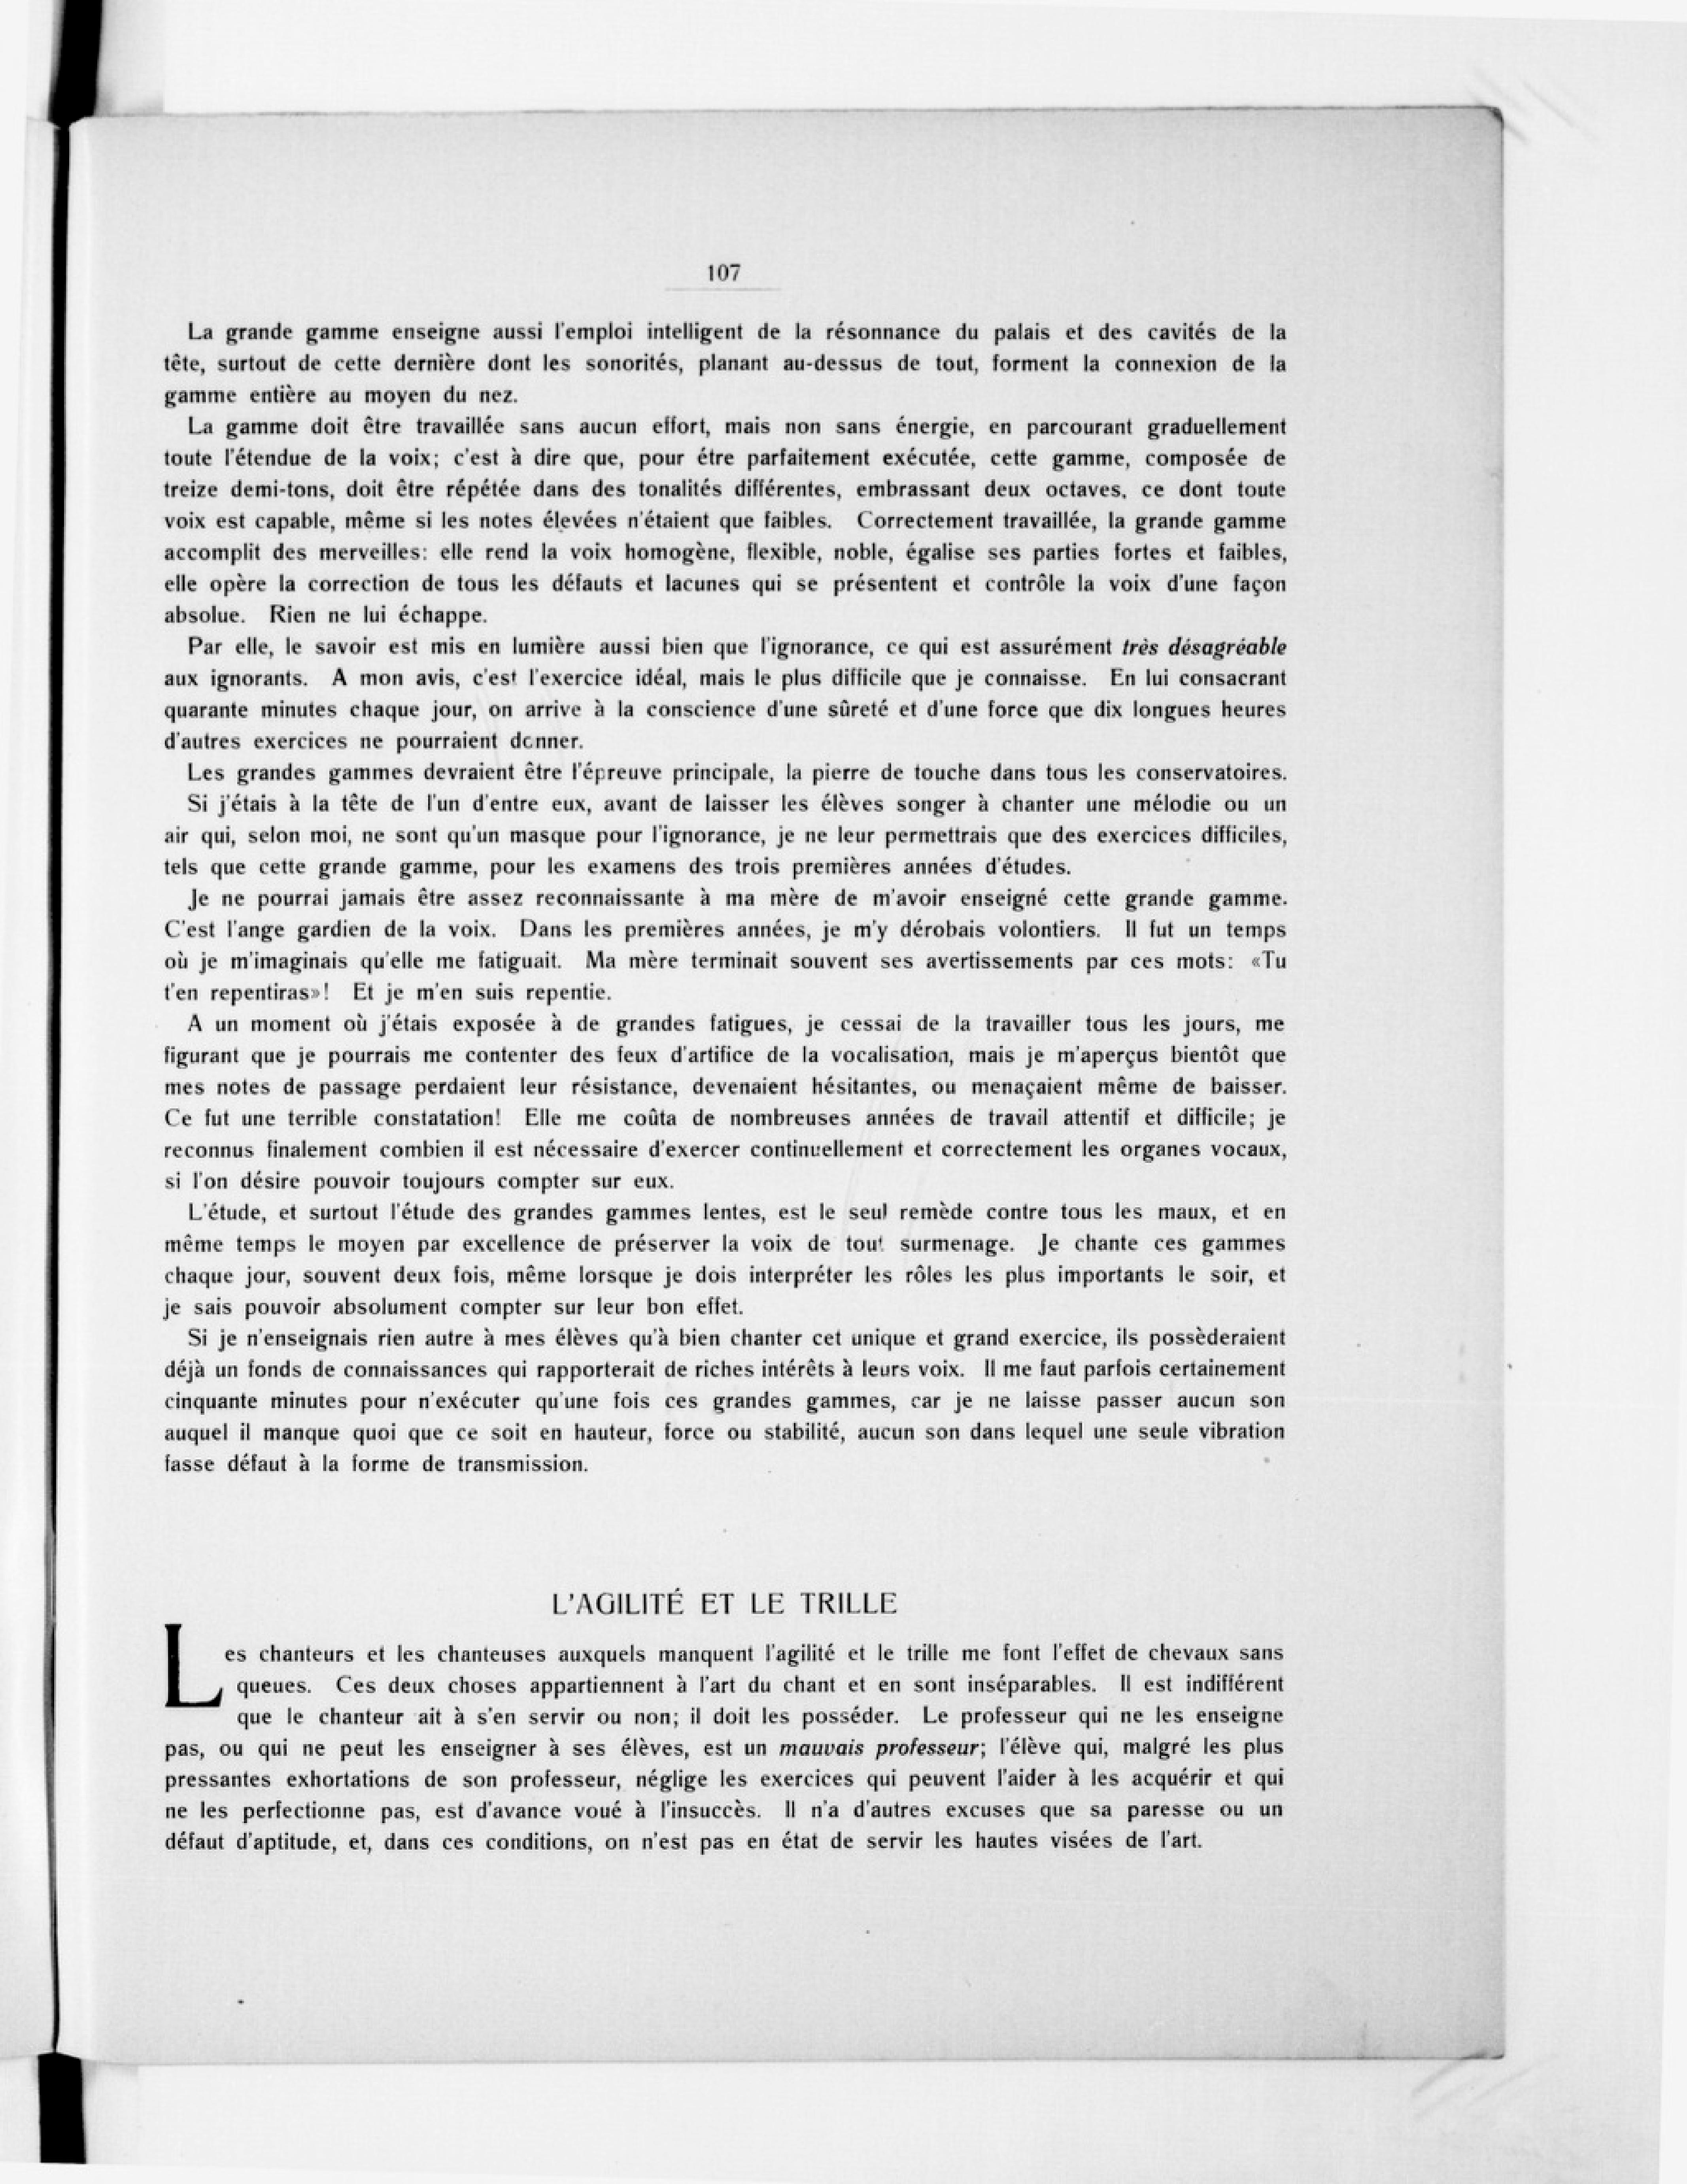 107
La grande gamme enseigne aussi l'emploi intelligent de la résonnance du palais et des cavités de la
tête, surtout de cette dernière dont les sonorités, planant au-dessus de tout, forment la connexion de la
gamme entière au moyen du nez.
La gamme doit être travaillée sans aucun effort, mais non sans énergie, en parcourant graduellement
toute l'étendue de la voix; c'est à dire que, pour étre parfaitement exécutée, cette gamme, composée de
treize demi-tons, doit être répétée dans des tonalités différentes, embrassant deux octaves, ce dont toute
voix est capable, même si les notes élevées n'étaient que faibles. Correctement travaillée, la grande gamme
accomplit des merveilles: elle rend la voix homogène, flexible, noble, égalise ses parties fortes et faibles,
elle opère la correction de tous les défauts et lacunes qui se présentent et contrôle la voix d'une façon
absolue. Rien ne lui échappe.
Par elle, le savoir est mis en lumière aussi bien que l'ignorance, ce qui est assurément très désagréable
aux ignorants. A mon avis, c'est l'exercice idéal, mais le plus difficile que je connaisse. En lui consacrant
quarante minutes chaque jour, on arrive à la conscience d'une sûreté et d'une force que dix longues heures
d'autres exercices ne pourraient donner.
Les grandes gammes devraient être l'épreuve principale, la pierre de touche dans tous les conservatoires.
Si j'étais à la tête de l'un d'entre eux, avant de laisser les élèves songer à chanter une mélodie ou un
air qui, selon moi, ne sont qu'un masque pour l'ignorance, je ne leur permettrais que des exercices difficiles,
tels que cette grande gamme, pour les examens des trois premières années d'études.
Je ne pourrai jamais être assez reconnaissante à ma mère de m'avoir enseigné cette grande gamme.
C'est l'ange gardien de la voix. Dans les premières années, je m'y dérobais volontiers. Il fut un temps
où je m'imaginais qu'elle me fatiguait. Ma mère terminait souvent ses avertissements par ces mots: «Tu
t'en repentiras»! Et je m'en suis repentie.
A un moment où j'étais exposée à de grandes fatigues, je cessai de la travailler tous les jours, me
figurant que je pourrais me contenter des feux d'artifice de la vocalisation, mais je m'aperçus bientôt que
mes notes de passage perdaient leur résistance, devenaient hésitantes, ou menaçaient même de baisser.
Ce fut une terrible constatation! Elle me coûta de nombreuses années de travail attentif et difficile; je
reconnus finalement combien il est nécessaire d'exercer continuellement et correctement les organes vocaux,
si l'on désire pouvoir toujours compter sur eux.
L'étude, et surtout l'étude des grandes gammes lentes, est le seul remède contre tous les maux, et en
même temps le moyen par excellence de préserver la voix de tout surmenage. Je chante ces gammes
chaque jour, souvent deux fois, même lorsque je dois interpréter les rôles les plus importants le soir, et
je sais pouvoir absolument compter sur leur bon effet.
Si je n'enseignais rien autre à mes élèves qu'à bien chanter cet unique et grand exercice, ils possèderaient
déjà un fonds de connaissances qui rapporterait de riches intérêts à leurs voix. Il me faut parfois certainement
cinquante minutes pour n'exécuter qu'une fois ces grandes gammes, car je ne laisse passer aucun son
auquel il manque quoi que ce soit en hauteur, force ou stabilité, aucun son dans lequel une seule vibration
fasse défaut à la forme de transmission.
L'AGILITÉ ET LE TRILLE
Les chanteurs et les chanteuses auxquels manquent l'agilité et le trille me font l'effet de chevaux sans
queues. Ces deux choses appartiennent à l'art du chant et en sont inséparables. Il est indifférent
que le chanteur ait à s'en servir ou non; il doit les posséder. Le professeur qui ne les enseigne
pas, ou qui ne peut les enseigner à ses élèves, est un mauvais professeur; l'élève qui, malgré les plus
pressantes exhortations de son professeur, néglige les exercices qui peuvent l'aider à les acquérir et qui
ne les perfectionne pas, est d'avance voué à l'insuccès. Il n'a d'autres excuses que sa paresse ou un
défaut d'aptitude, et, dans ces conditions, on n'est pas en état de servir les hautes visées de l'art.